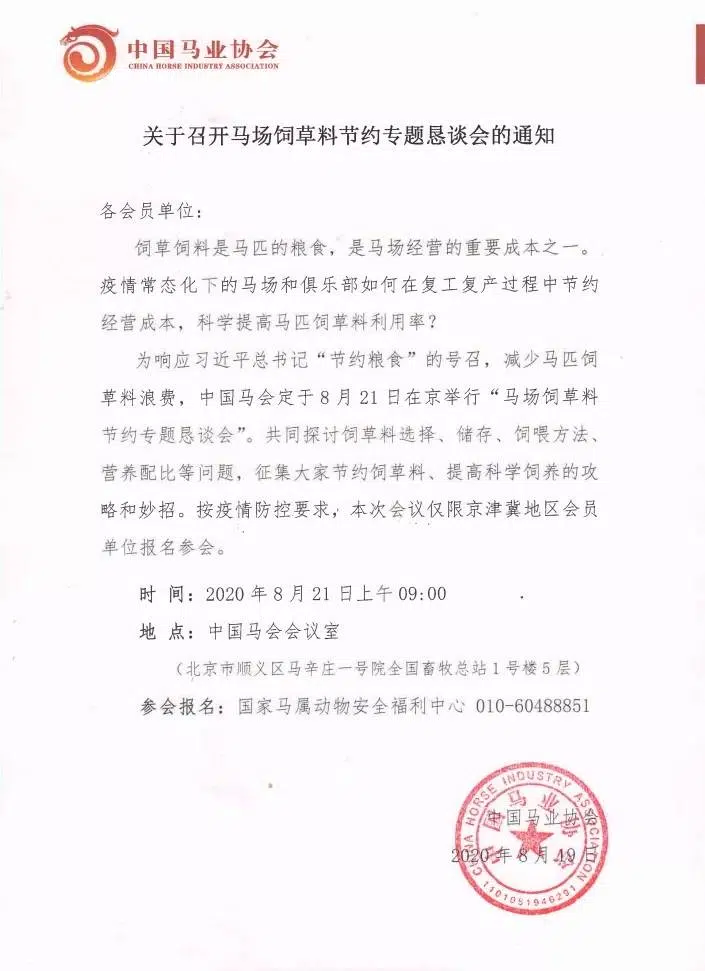 中国马业协会
CHINA HORSE INDUSTRY ASSOCIATION
关于召开马场饲草料节约专题恳谈会的通知
各会员单位：
饲草饲料是马匹的粮食，是马场经营的重要成本之一。
疫情常态化下的马场和俱乐部如何在复工复产过程中节约
经营成本，科学提高马匹饲草料利用率？
为响应习近平总书记“节约粮食”的号召，减少马匹饲
草料浪费，中国马会定于8月21日在京举行“马场饲草料
节约专题恳谈会”。共同探讨饲草料选择、储存、饲喂方法、
营养配比等问题，征集大家节约饲草料、提高科学饲养的攻
略和妙招。按疫情防控要求，本次会议仅限京津冀地区会员
单位报名参会。
时 间：2020年8月21日上午09:00
地 点：中国马会会议室
（北京市顺义区马辛庄一号院全国畜牧总站1号楼5层）
参会报名：国家马属动物安全福利中心 010-60488851
中国马业协会
2020年8月19日
CHINA HORSE INDUSTRY ASSOCIATION
中国马业协会
1101051946291